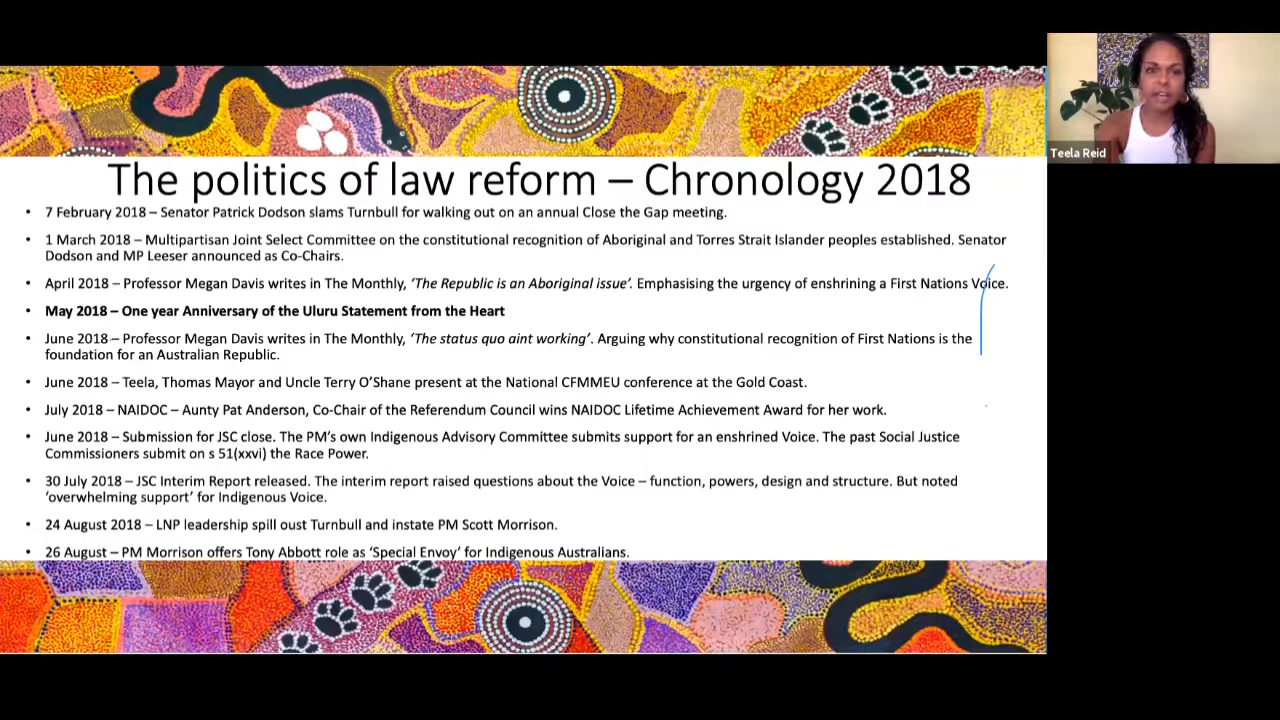 The politics of law reform – Chronology 2018
• 7 February 2018 – Senator Patrick Dodson slams Turnbull for walking out on an annual Close the Gap meeting.
• 1 March 2018 – Multipartisan Joint Select Committee on the constitutional recognition of Aboriginal and Torres Strait Islander peoples established. Senator
Dodson and MP Leeser announced as Co-Chairs.
• April 2018 – Professor Megan Davis writes in The Monthly, ‘The Republic is an Aboriginal issue’. Emphasising the urgency of enshrining a First Nations Voice.
• May 2018 – One year Anniversary of the Uluru Statement from the Heart
• June 2018 – Professor Megan Davis writes in The Monthly, ‘The status quo aint working’. Arguing why constitutional recognition of First Nations is the
foundation for an Australian Republic.
• June 2018 – Teela, Thomas Mayor and Uncle Terry O’Shane present at the National CFMMEU conference at the Gold Coast.
• July 2018 – NAIDOC – Aunty Pat Anderson, Co-Chair of the Referendum Council wins NAIDOC Lifetime Achievement Award for her work.
• June 2018 – Submission for JSC close. The PM’s own Indigenous Advisory Committee submits support for an enshrined Voice. The past Social Justice
Commissioners submit on s 51(xxvi) the Race Power.
• 30 July 2018 – JSC Interim Report released. The interim report raised questions about the Voice – function, powers, design and structure. But noted
‘overwhelming support’ for Indigenous Voice.
• 24 August 2018 – LNP leadership spill oust Turnbull and instate PM Scott Morrison.
• 26 August – PM Morrison offers Tony Abbott role as ‘Special Envoy’ for Indigenous Australians.
Teela Reid